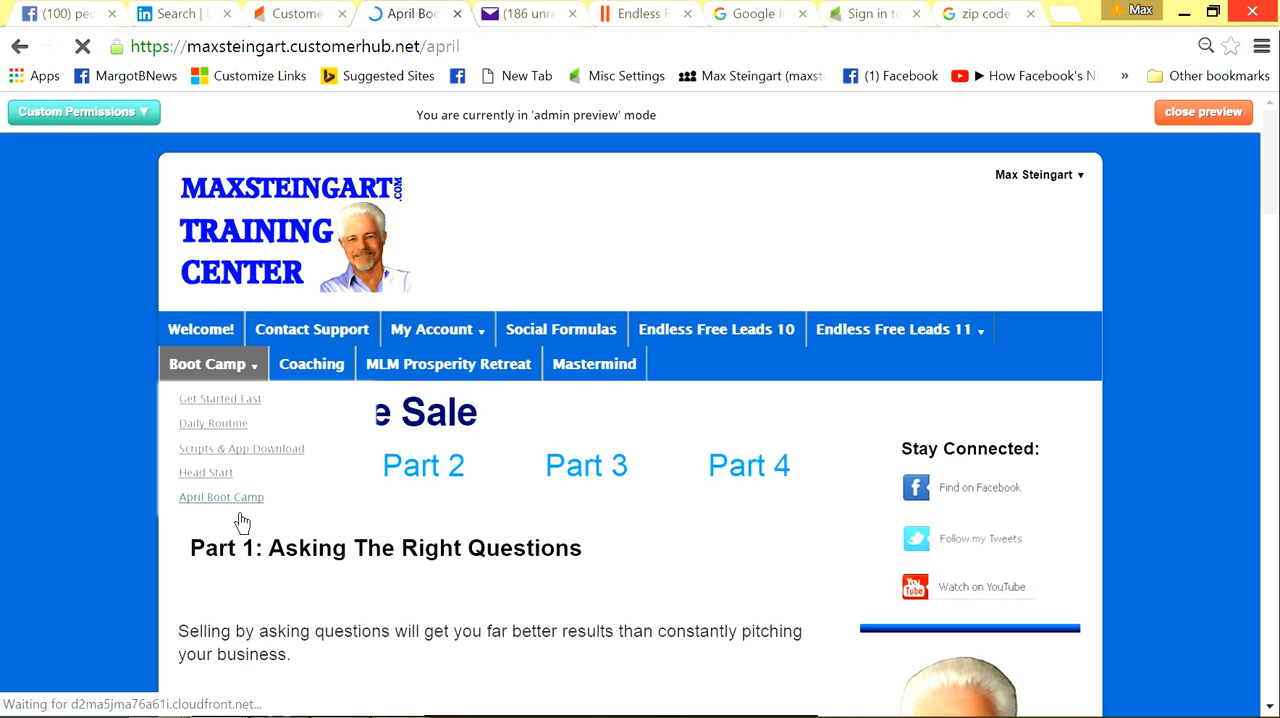 (100) pe
Search | L
Custome
April Boo
(186 unre
Endless F
Google I
Sign in to
zip code
Max
https://maxsteingart.customerhub.net/april
Apps
MargotBNews
Customize Links
Suggested Sites
New Tab
Misc Settings
Max Steingart (maxst
(1) Facebook
▶ How Facebook's N
»
Other bookmarks
Custom Permissions ▼
You are currently in 'admin preview' mode
close preview
Max Steingart ▼
MAXSTEINGART.COM
TRAINING
CENTER
Welcome!
Contact Support
My Account
Social Formulas
Endless Free Leads 10
Endless Free Leads 11
Boot Camp
Coaching
MLM Prosperity Retreat
Mastermind
Get Started Fast
Daily Routine
Scripts & App Download
Head Start
April Boot Camp
e Sale
Part 2
Part 3
Part 4
Part 1: Asking The Right Questions
Selling by asking questions will get you far better results than constantly pitching
your business.
Stay Connected:
Find on Facebook
Follow my Tweets
You Tube
Watch on YouTube
Waiting for d2ma5jma76a61i.cloudfront.net...